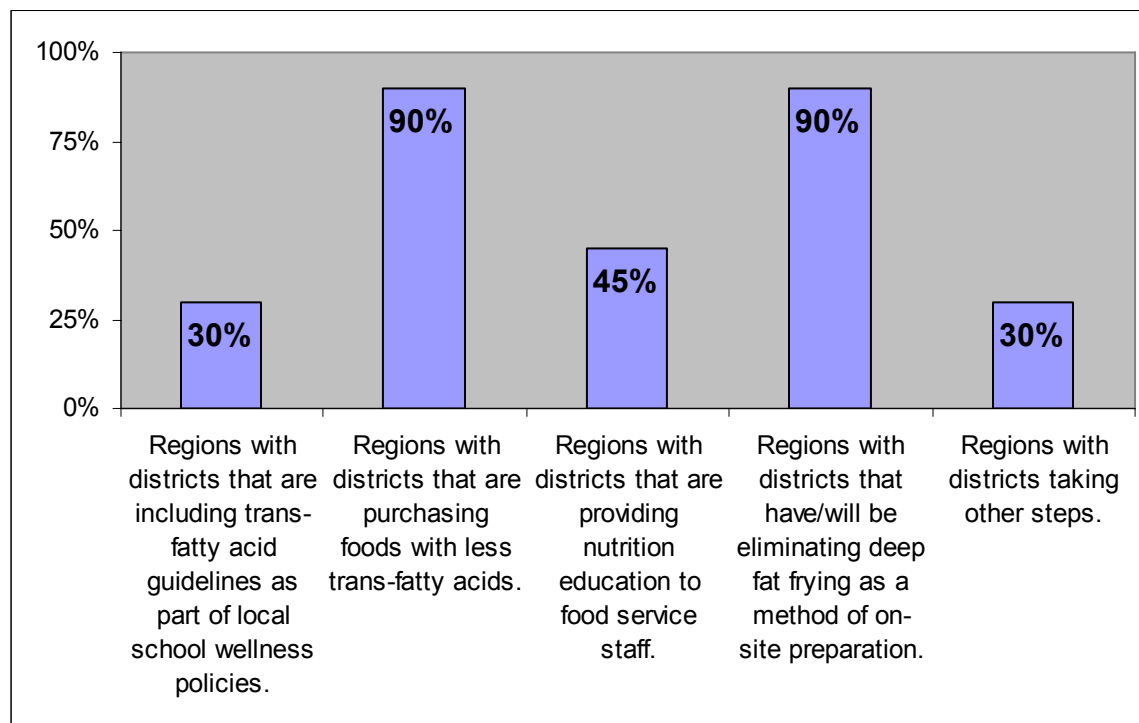 100%
75%
50%
25%
0%
30%
90%
45%
90%
30%
Regions with
districts that are
including trans-
fatty acid
guidelines as
part of local
school wellness
policies.
Regions with
districts that are
purchasing
foods with less
trans-fatty acids.
Regions with
districts that are
providing
nutrition
education to
food service
staff.
Regions with
districts that
have/will be
eliminating deep
fat frying as a
method of on-
site preparation.
Regions with
districts taking
other steps.